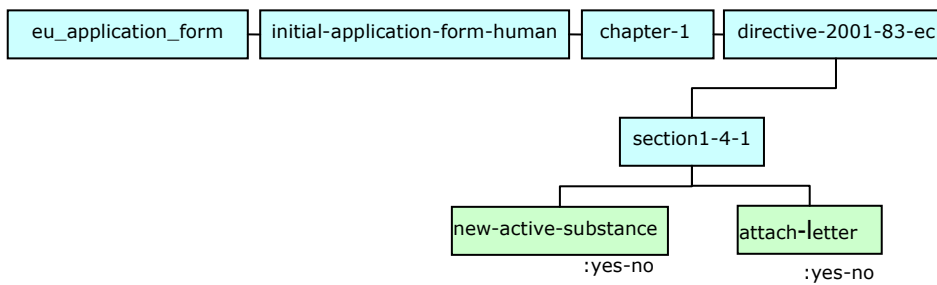 eu_application_form initial-application-form-human chapter-1 directive-2001-83-ec
section1-4-1
new-active-substance attach-letter
:yes-no :yes-no